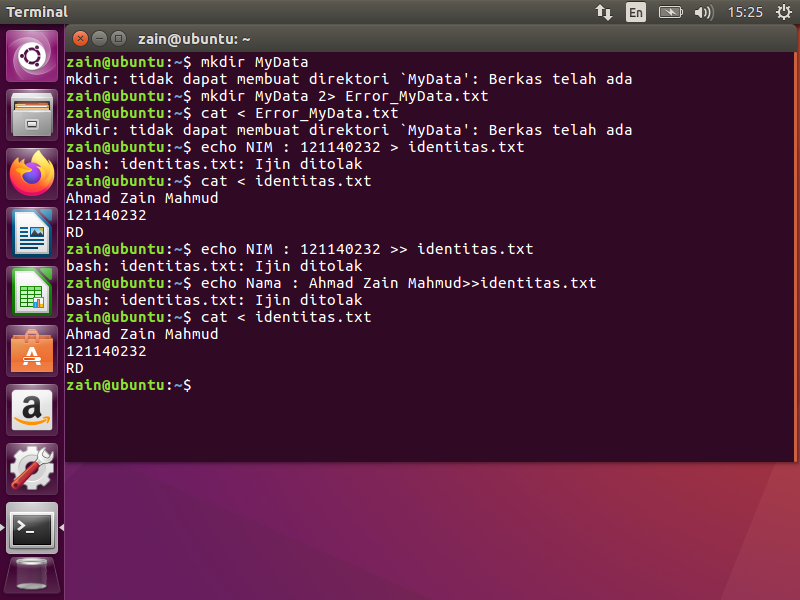 Terminal
En
15:25
zain@ubuntu: ~
zain@ubuntu:~$ mkdir MyData
mkdir: tidak dapat membuat direktori `MyData': Berkas telah ada
zain@ubuntu:~$ mkdir MyData 2> Error_MyData.txt
zain@ubuntu:~$ cat < Error_MyData.txt
mkdir: tidak dapat membuat direktori `MyData': Berkas telah ada
zain@ubuntu:~$ echo NIM : 121140232 > identitas.txt
bash: identitas.txt: Ijin ditolak
zain@ubuntu:~$ cat < identitas.txt
Ahmad Zain Mahmud
121140232
RD
zain@ubuntu:~$ echo NIM : 121140232 >> identitas.txt
bash: identitas.txt: Ijin ditolak
zain@ubuntu:~$ echo Nama : Ahmad Zain Mahmud>>identitas.txt
bash: identitas.txt: Ijin ditolak
zain@ubuntu:~$ cat < identitas.txt
Ahmad Zain Mahmud
121140232
RD
zain@ubuntu:~$